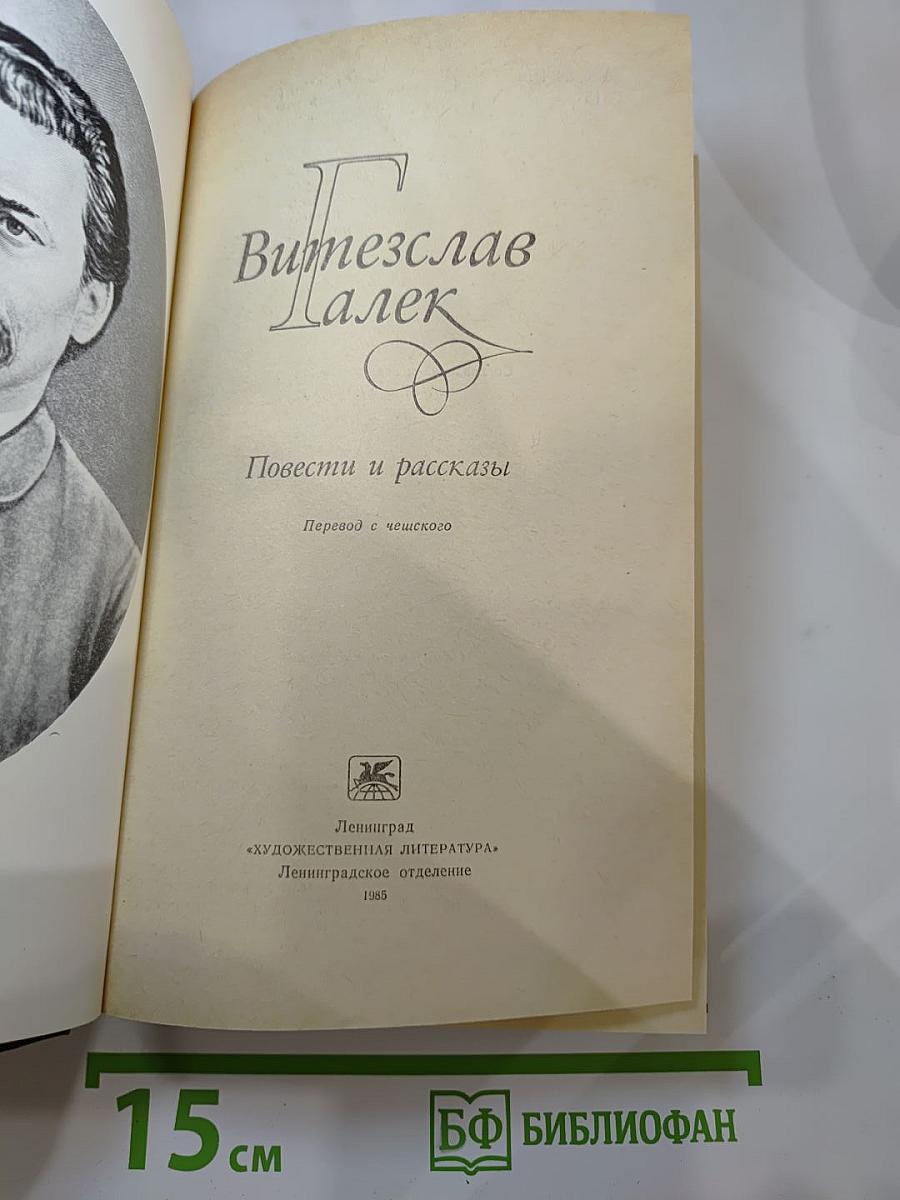 Витезслав
Галек
Повести и рассказы
Перевод с чешского
Ленинград
«ХУДОЖЕСТВЕННАЯ ЛИТЕРАТУРА»
Ленинградское отделение
1985
15 см
БФ БИБЛИОФАН